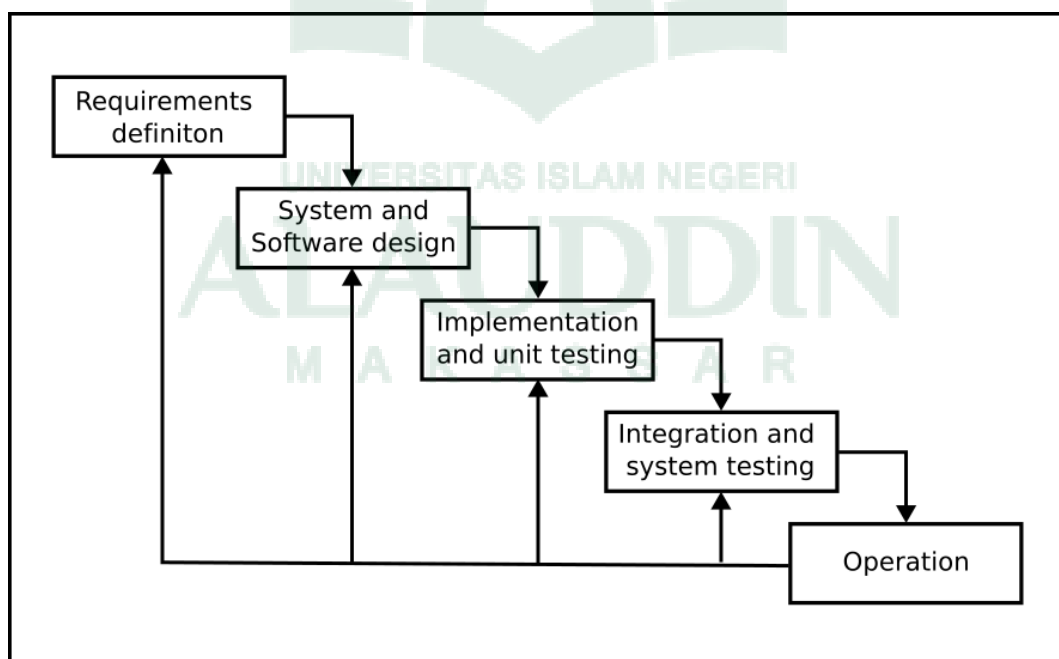 Requirements
definiton
UNIVERSITAS ISLAM NEGERI
System and
Software design
ALAUDDIN
Implementation
and unit testing
MAKASSAR
Integration and
system testing
Operation